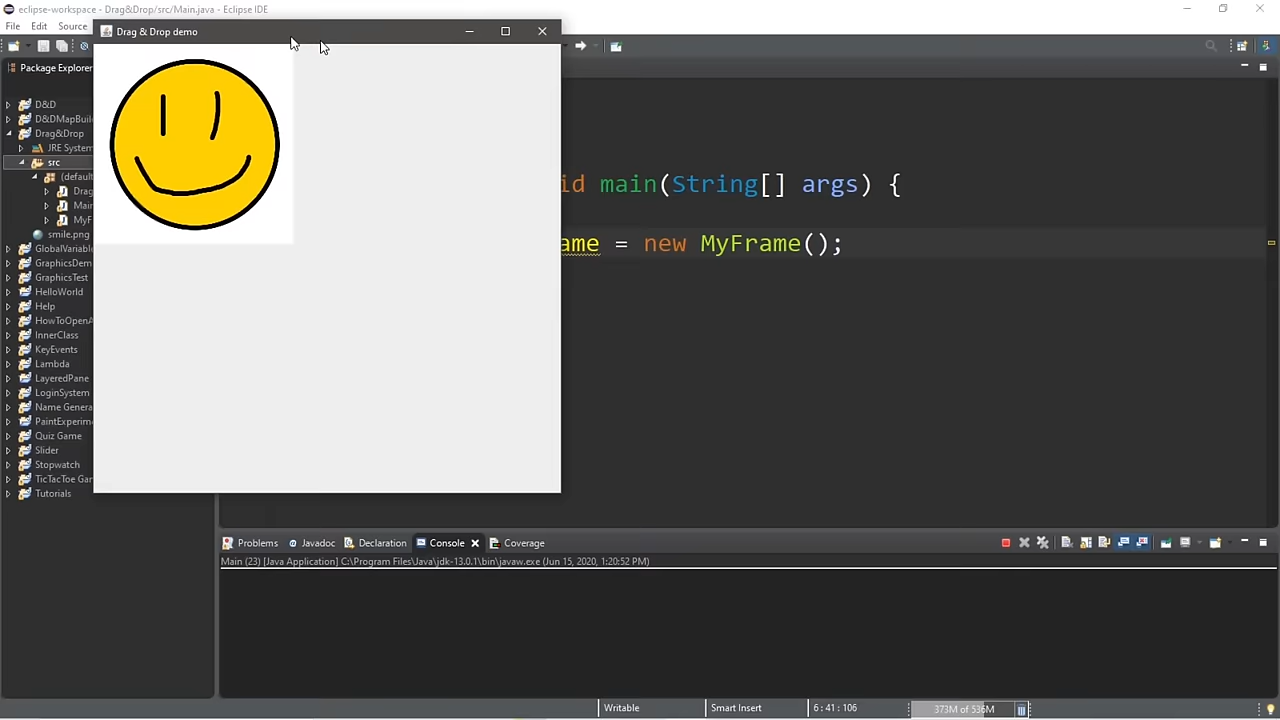 eclipse-workspace - Drag&Drop/src/Main.java - Eclipse IDE
File Edit Source
Drag & Drop demo
Package Explorer
D&D
D&DMapBuil
Drag&Drop
JRE System
src
(default
Drag
Main
MyF
smile.png
GlobalVariable
GraphicsDem
GraphicsTest
HelloWorld
Help
HowToOpenA
InnerClass
KeyEvents
Lambda
LayeredPane
LoginSystem
Name Genera
PaintExperim
Quiz Game
Slider
Stopwatch
TicTacToe Gar
Tutorials
id main(String[] args) {
ame = new MyFrame();
Problems Javadoc Declaration Console Coverage
Main (23) [Java Application] C:\Program Files\Java\jdk-13.0.1\bin\javaw.exe (Jun 15, 2020, 1:20:52 PM)
Writable Smart Insert 6 : 41 : 106 373M of 536M